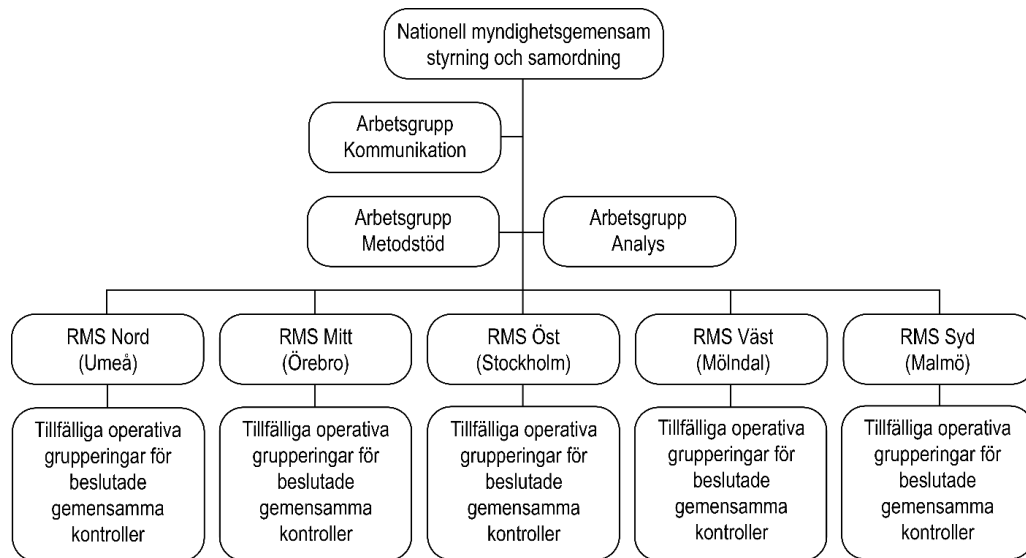 Nationell myndighetsgemensam
styrning och samordning
Arbetsgrupp
Kommunikation
Arbetsgrupp
Metodstöd
Arbetsgrupp
Analys
RMS Nord
(Umeå)
RMS Mitt
(Örebro)
RMS Öst
(Stockholm)
RMS Väst
(Mölndal)
RMS Syd
(Malmö)
Tillfälliga operativa
grupperingar för
beslutade
gemensamma
kontroller
Tillfälliga operativa
grupperingar för
beslutade
gemensamma
kontroller
Tillfälliga operativa
grupperingar för
beslutade
gemensamma
kontroller
Tillfälliga operativa
grupperingar för
beslutade
gemensamma
kontroller
Tillfälliga operativa
grupperingar för
beslutade
gemensamma
kontroller